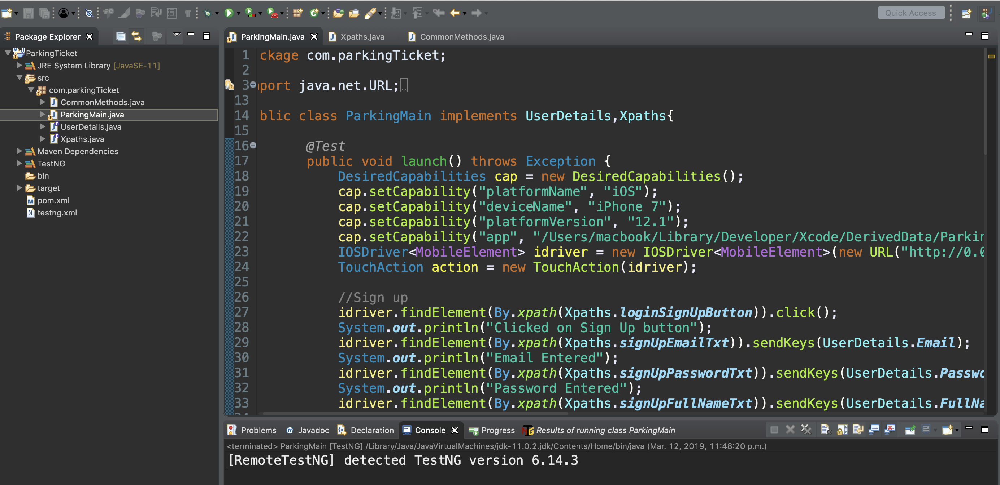 Quick Access
Package Explorer
ParkingTicket
JRE System Library [JavaSE-11]
src
com.parkingTicket
CommonMethods.java
ParkingMain.java
UserDetails.java
Xpaths.java
Maven Dependencies
TestNG
bin
target
pom.xml
testng.xml
ParkingMain.java Xpaths.java CommonMethods.java
1 ckage com.parkingTicket;
2
3 port java.net.URL;
13
14 blic class ParkingMain implements UserDetails,Xpaths{
15
16 @Test
17 public void launch() throws Exception {
18 DesiredCapabilities cap = new DesiredCapabilities();
19 cap.setCapability("platformName", "iOS");
20 cap.setCapability("deviceName", "iPhone 7");
21 cap.setCapability("platformVersion", "12.1");
22 cap.setCapability("app", "/Users/macbook/Library/Developer/Xcode/DerivedData/Parkin
23 IOSDriver<MobileElement> idriver = new IOSDriver<MobileElement>(new URL("http://0.0
24 TouchAction action = new TouchAction(idriver);
25
26 //Sign up
27 idriver.findElement(By.xpath(Xpaths.loginSignUpButton)).click();
28 System.out.println("Clicked on Sign Up button");
29 idriver.findElement(By.xpath(Xpaths.signUpEmailTxt)).sendKeys(UserDetails.Email);
30 System.out.println("Email Entered");
31 idriver.findElement(By.xpath(Xpaths.signUpPasswordTxt)).sendKeys(UserDetails.Passwo
32 System.out.println("Password Entered");
33 idriver.findElement(By.xpath(Xpaths.signUpFullNameTxt)).sendKeys(UserDetails.FullNa
Problems Javadoc Declaration Console Progress Results of running class ParkingMain
<terminated> ParkingMain [TestNG] /Library/Java/JavaVirtualMachines/jdk-11.0.2.jdk/Contents/Home/bin/java (Mar. 12, 2019, 11:48:20 p.m.)
[RemoteTestNG] detected TestNG version 6.14.3